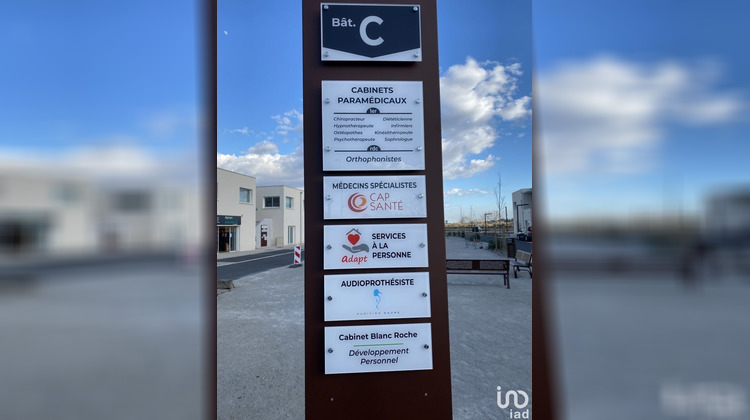 Bât. C
CABINETS
PARAMÉDICAUX
1er
Chiropracteur Diététicienne
Hypnothérapeute Infirmiers
Ostéopathes Kinésithérapeute
Psychothérapeute Sophrologue
RDC
Orthophonistes
MÉDECINS SPÉCIALISTES
CAP
SANTÉ
SERVICES
À LA
PERSONNE
Adapt
AUDIOPROTHÉSISTE
Cabinet Blanc Roche
Développement
Personnel
iad